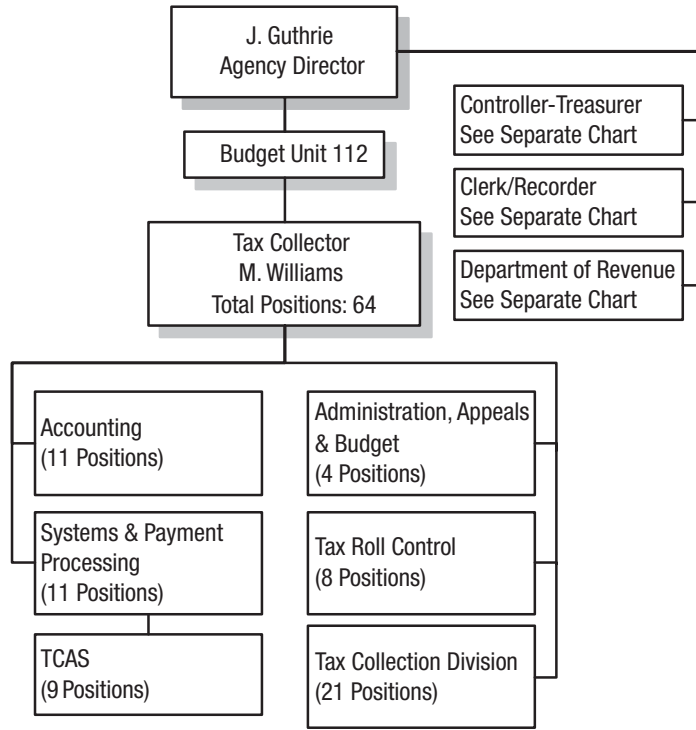 J. Guthrie
Agency Director
Budget Unit 112
Tax Collector
M. Williams
Total Positions: 64
Controller-Treasurer
See Separate Chart
Clerk/Recorder
See Separate Chart
Department of Revenue
See Separate Chart
Accounting
(11 Positions)
Systems & Payment
Processing
(11 Positions)
TCAS
(9 Positions)
Administration, Appeals
& Budget
(4 Positions)
Tax Roll Control
(8 Positions)
Tax Collection Division
(21 Positions)